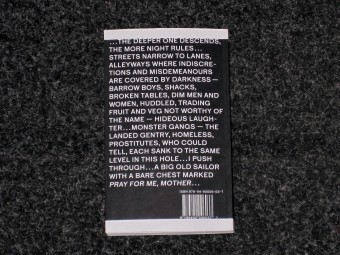 ...THE DEEPER ONE DESCENDS,
THE MORE NIGHT RULES...
STREETS NARROW TO LANES,
ALLEYWAYS WHERE INDISCRE-
TIONS AND MISDEMEANOURS
ARE COVERED BY DARKNESS —
BARROW BOYS, SHACKS,
BROKEN TABLES, DIM MEN AND
WOMEN, HUDDLED, TRADING
FRUIT AND VEG NOT WORTHY OF
THE NAME — HIDEOUS LAUGH-
TER...MONSTER GANGS — THE
LANDED GENTRY, HOMELESS,
PROSTITUTES, WHO COULD
TELL, EACH SANK TO THE SAME
LEVEL IN THIS HOLE...I PUSH
THROUGH...A BIG OLD SAILOR
WITH A BARE CHEST MARKED
PRAY FOR ME, MOTHER...
ISBN